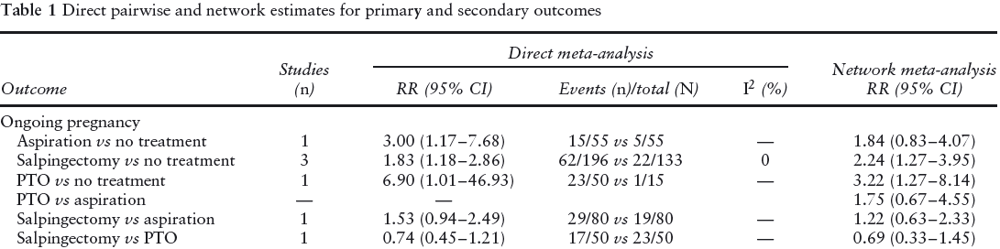 Table 1 Direct pairwise and network estimates for primary and secondary outcomes
Direct meta-analysis
Studies Network meta-analysis
Outcome (n) RR (95% CI) Events (n)/total (N) I² (%) RR (95% CI)
Ongoing pregnancy
Aspiration vs no treatment 1 3.00 (1.17–7.68) 15/55 vs 5/55 — 1.84 (0.83–4.07)
Salpingectomy vs no treatment 3 1.83 (1.18–2.86) 62/196 vs 22/133 0 2.24 (1.27–3.95)
PTO vs no treatment 1 6.90 (1.01–46.93) 23/50 vs 1/15 — 3.22 (1.27–8.14)
PTO vs aspiration — — 1.75 (0.67–4.55)
Salpingectomy vs aspiration 1 1.53 (0.94–2.49) 29/80 vs 19/80 — 1.22 (0.63–2.33)
Salpingectomy vs PTO 1 0.74 (0.45–1.21) 17/50 vs 23/50 — 0.69 (0.33–1.45)